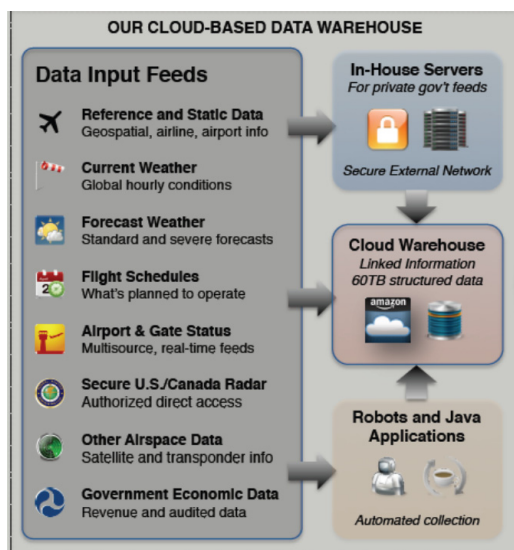 OUR CLOUD-BASED DATA WAREHOUSE
Data Input Feeds
Reference and Static Data
Geospatial, airline, airport info
Current Weather
Global hourly conditions
Forecast Weather
Standard and severe forecasts
Flight Schedules
What's planned to operate
Airport & Gate Status
Multisource, real-time feeds
Secure U.S./Canada Radar
Authorized direct access
Other Airspace Data
Satellite and transponder info
Government Economic Data
Revenue and audited data
In-House Servers
For private gov't feeds
Secure External Network
Cloud Warehouse
Linked Information
60TB structured data
amazon
Robots and Java
Applications
Automated collection